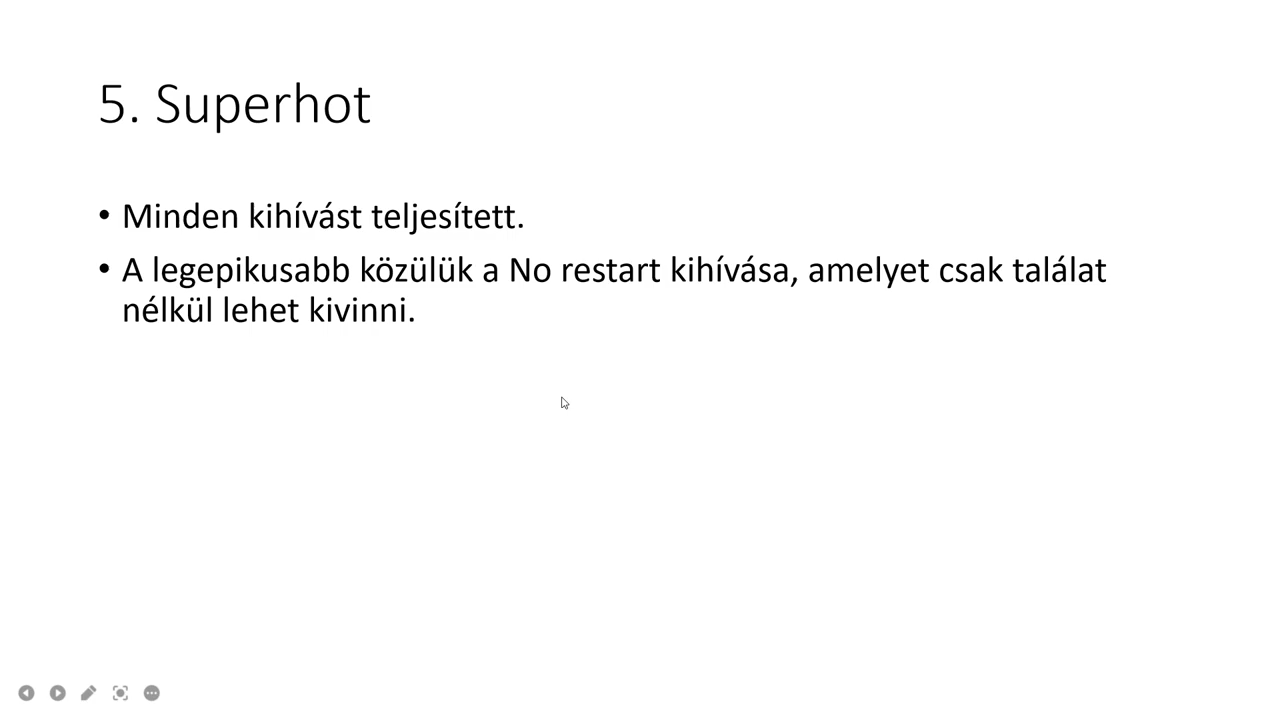 5. Superhot
• Minden kihívást teljesített.
• A legepikusabb közülük a No restart kihívása, amelyet csak találat
nélkül lehet kivinni.